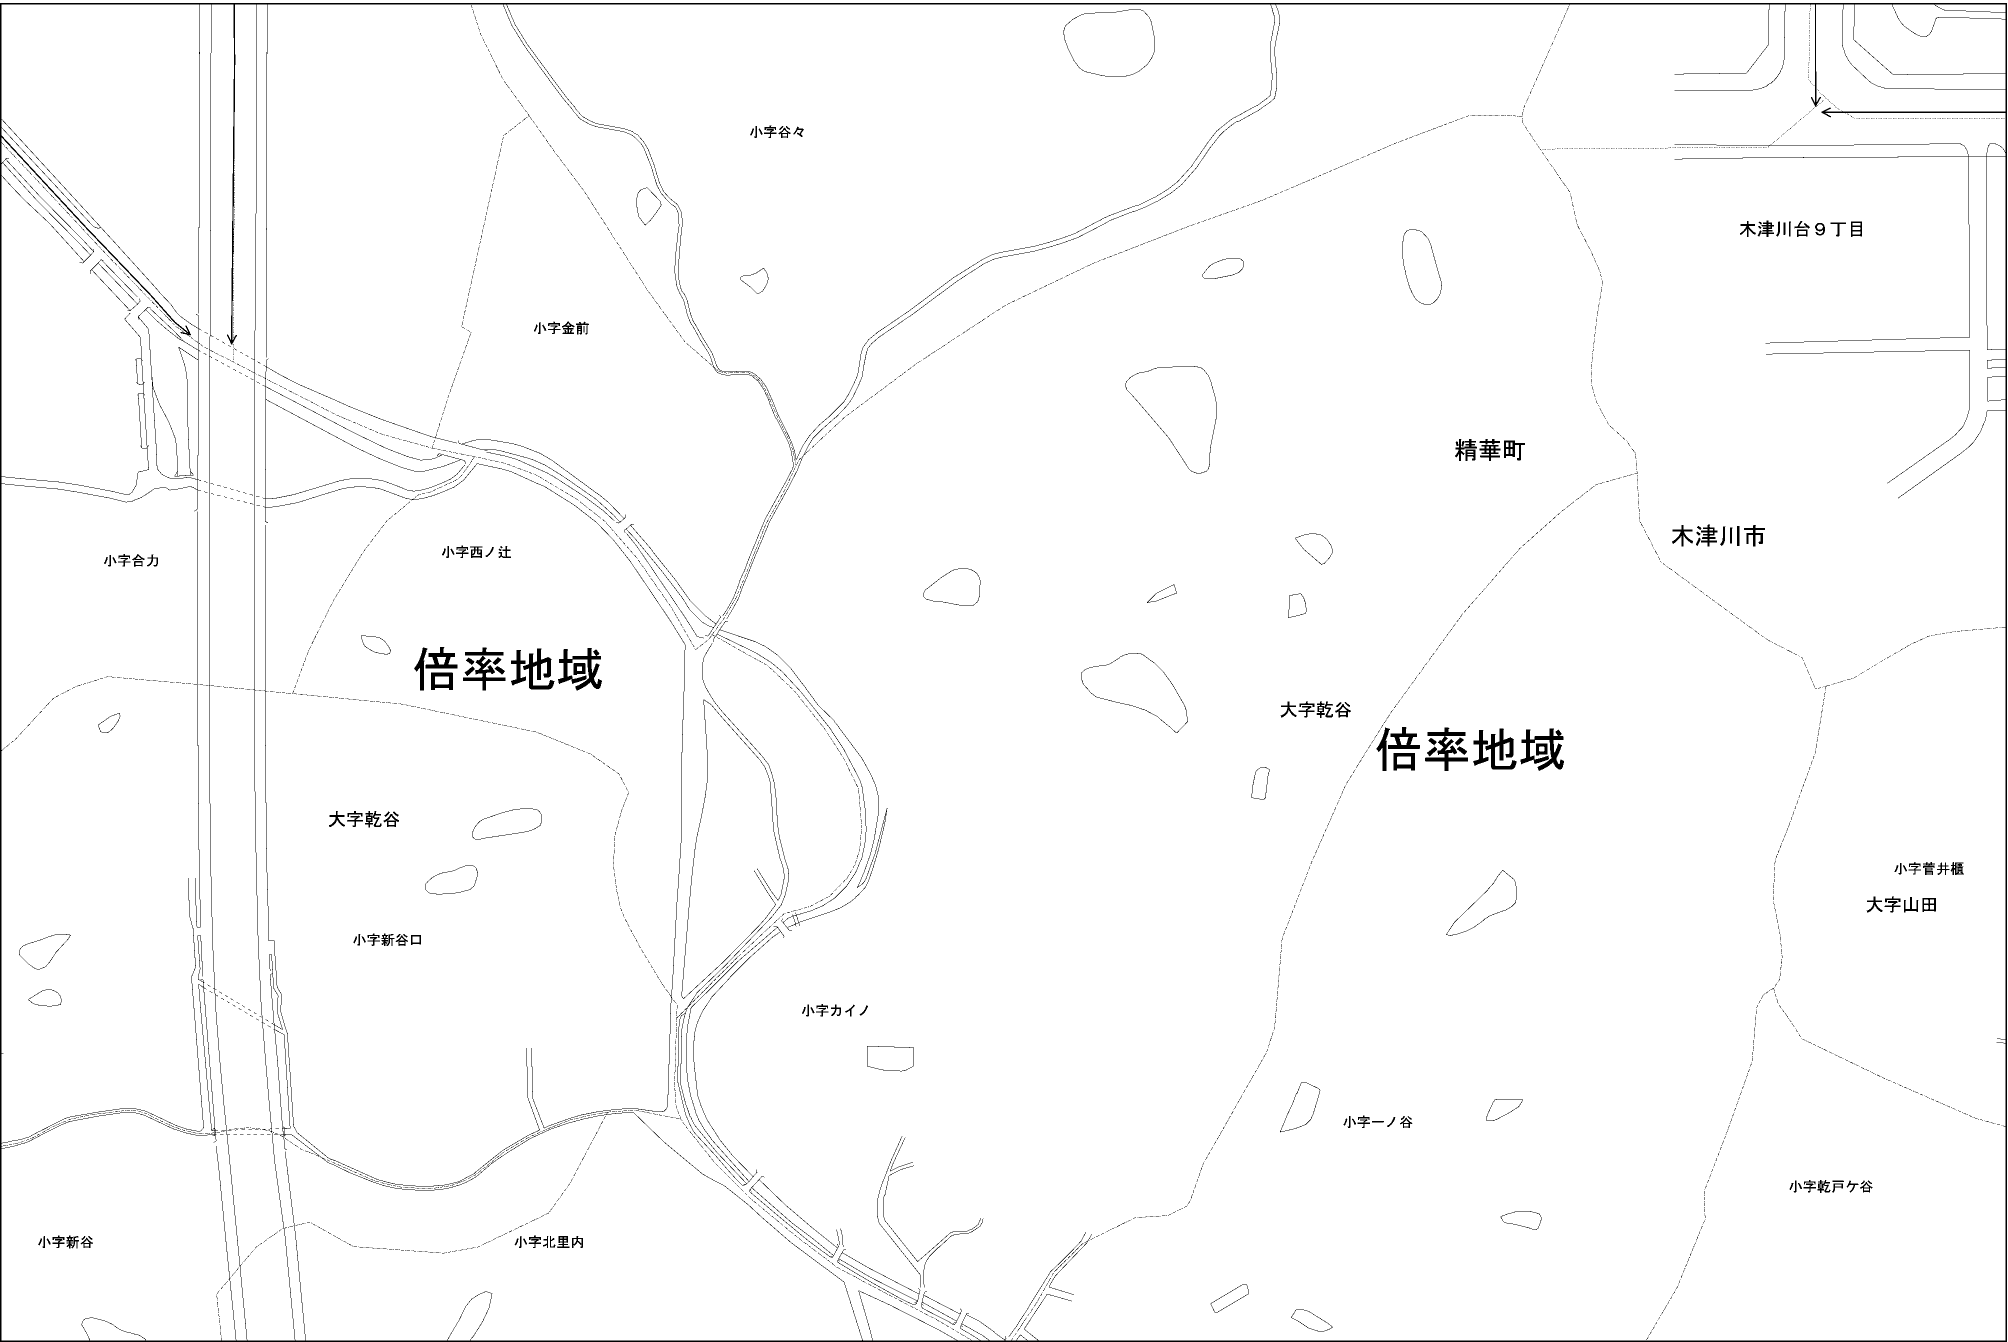 小字谷々
木津川台９丁目
小字金前
精華町
木津川市
小字合力
小字西ノ辻
倍率地域
大字乾谷
倍率地域
大字乾谷
小字菅井櫃
大字山田
小字新谷口
小字カイノ
小字一ノ谷
小字乾戸ケ谷
小字新谷
小字北里内